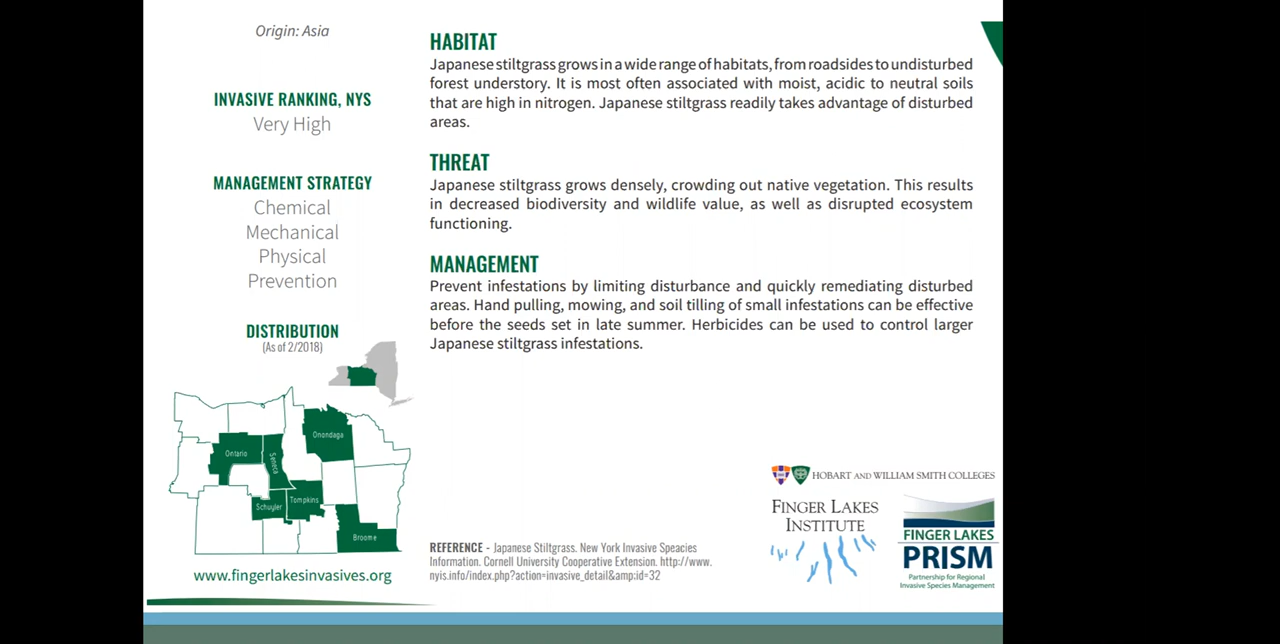 Origin: Asia
INVASIVE RANKING, NYS
Very High
MANAGEMENT STRATEGY
Chemical
Mechanical
Physical
Prevention
DISTRIBUTION
(As of 2/2018)
Onondaga
Ontario
Seneca
Tompkins
Schuyler
Broome
www.fingerlakesinvasives.org
HABITAT
Japanese stiltgrass grows in a wide range of habitats, from roadsides to undisturbed
forest understory. It is most often associated with moist, acidic to neutral soils
that are high in nitrogen. Japanese stiltgrass readily takes advantage of disturbed
areas.
THREAT
Japanese stiltgrass grows densely, crowding out native vegetation. This results
in decreased biodiversity and wildlife value, as well as disrupted ecosystem
functioning.
MANAGEMENT
Prevent infestations by limiting disturbance and quickly remediating disturbed
areas. Hand pulling, mowing, and soil tilling of small infestations can be effective
before the seeds set in late summer. Herbicides can be used to control larger
Japanese stiltgrass infestations.
REFERENCE - Japanese Stiltgrass. New York Invasive Speacies
Information. Cornell University Cooperative Extension. http://www.
nyis.info/index.php?action=invasive_detail&amp;id=32
HOBART AND WILLIAM SMITH COLLEGES
FINGER LAKES
INSTITUTE
FINGER LAKES
PRISM
Partnership for Regional
Invasive Species Management